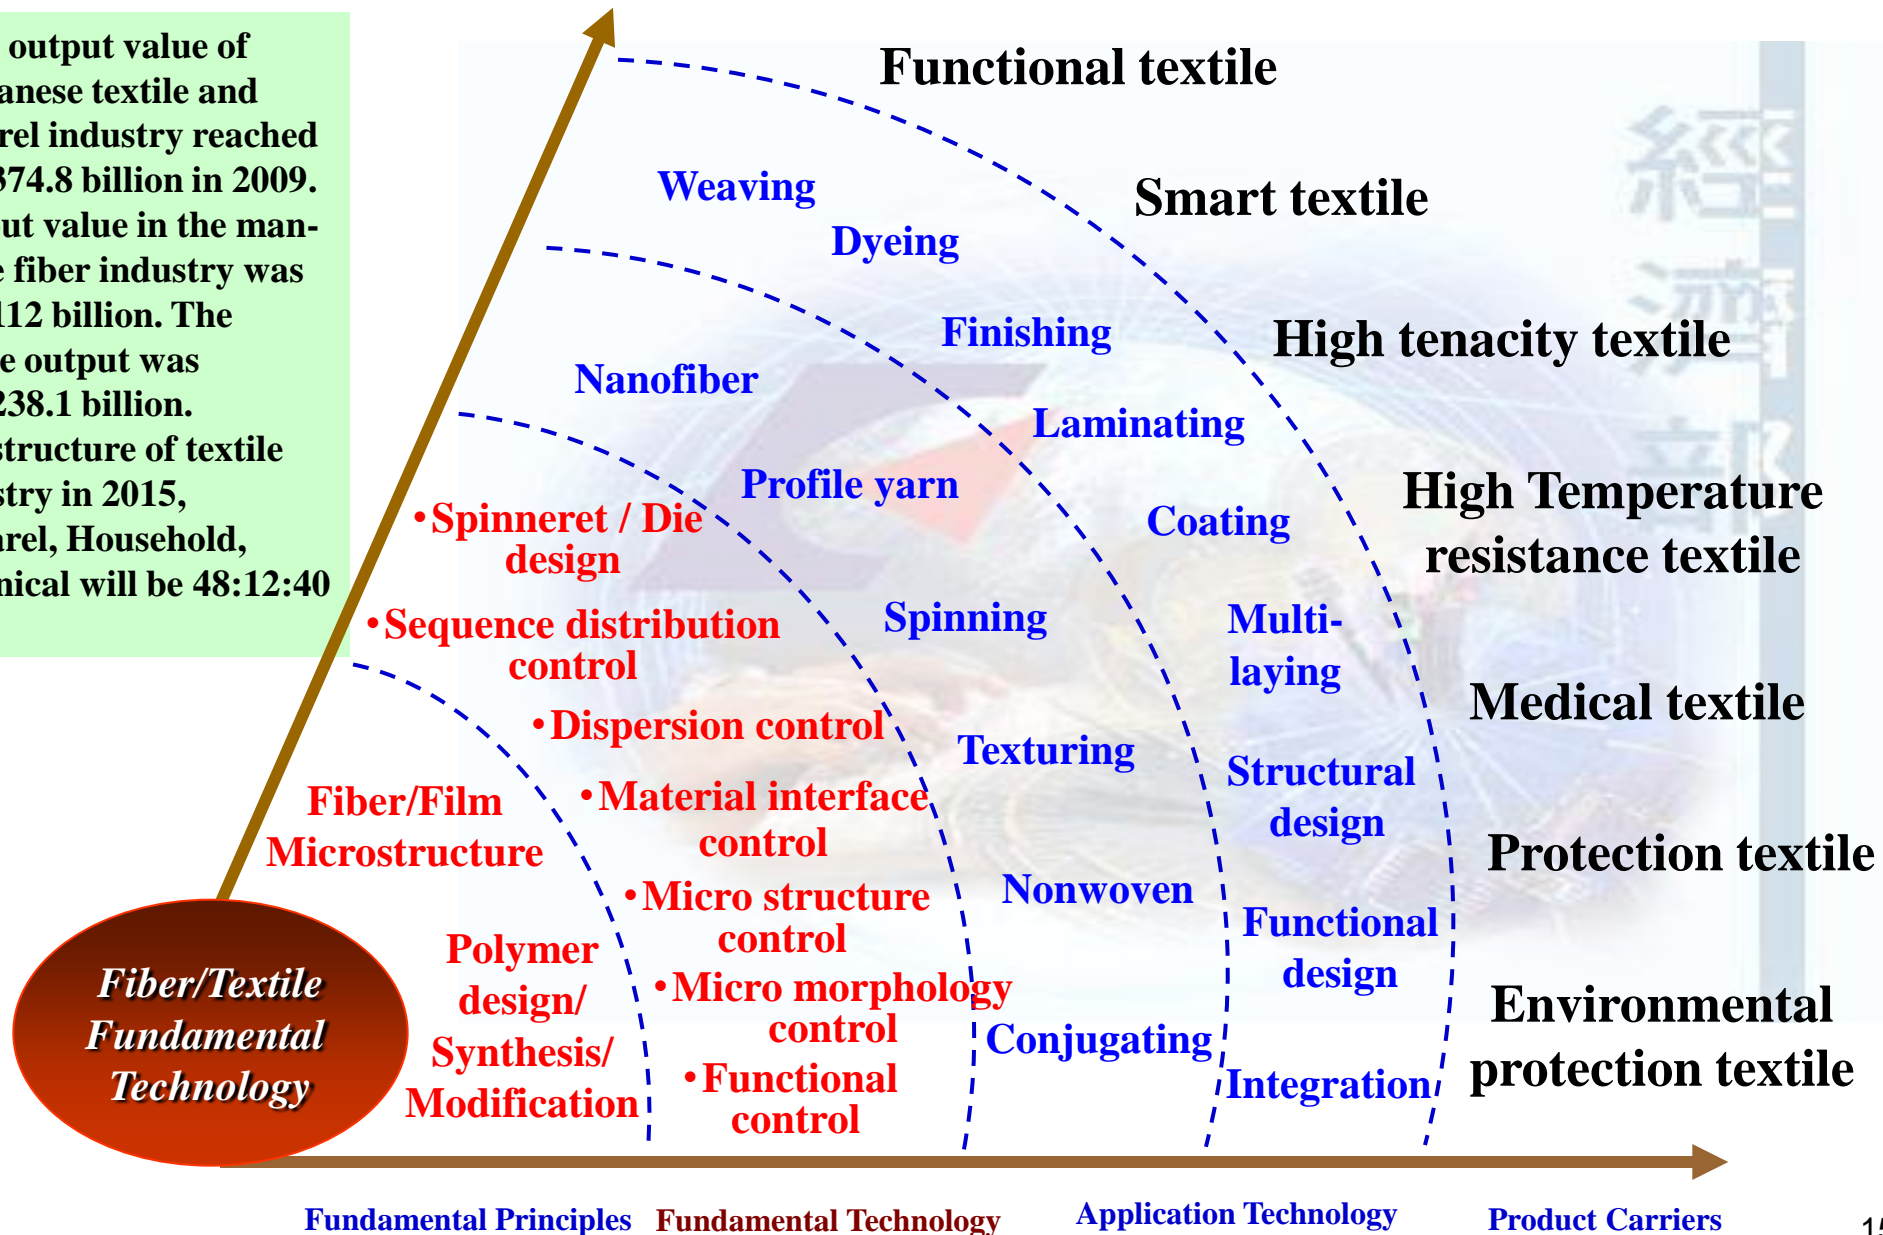 output value of
anese textile and
rel industry reached
374.8 billion in 2009.
ut value in the man-
e fiber industry was
112 billion. The
e output was
238.1 billion.
structure of textile
stry in 2015,
arel, Household,
nical will be 48:12:40
Functional textile
Smart textile
High tenacity textile
High Temperature
resistance textile
Medical textile
Protection textile
Environmental
protection textile
Weaving
Dyeing
Finishing
Laminating
Coating
Multi-
laying
Structural
design
Functional
design
Integration
Nanofiber
Profile yarn
Spinning
Texturing
Nonwoven
Conjugating
•Spinneret / Die
design
•Sequence distribution
control
•Dispersion control
•Material interface
control
•Micro structure
control
•Micro morphology
control
•Functional
control
Fiber/Film
Microstructure
Polymer
design/
Synthesis/
Modification
Fiber/Textile
Fundamental
Technology
Fundamental Principles
Fundamental Technology
Application Technology
Product Carriers
15
經
濟
部